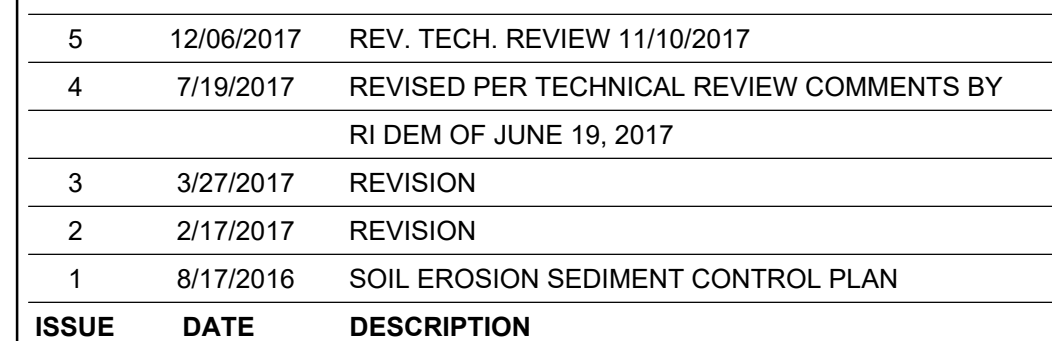 5 12/06/2017 REV. TECH. REVIEW 11/10/2017
4 7/19/2017 REVISED PER TECHNICAL REVIEW COMMENTS BY
RI DEM OF JUNE 19, 2017
3 3/27/2017 REVISION
2 2/17/2017 REVISION
1 8/17/2016 SOIL EROSION SEDIMENT CONTROL PLAN
ISSUE DATE DESCRIPTION